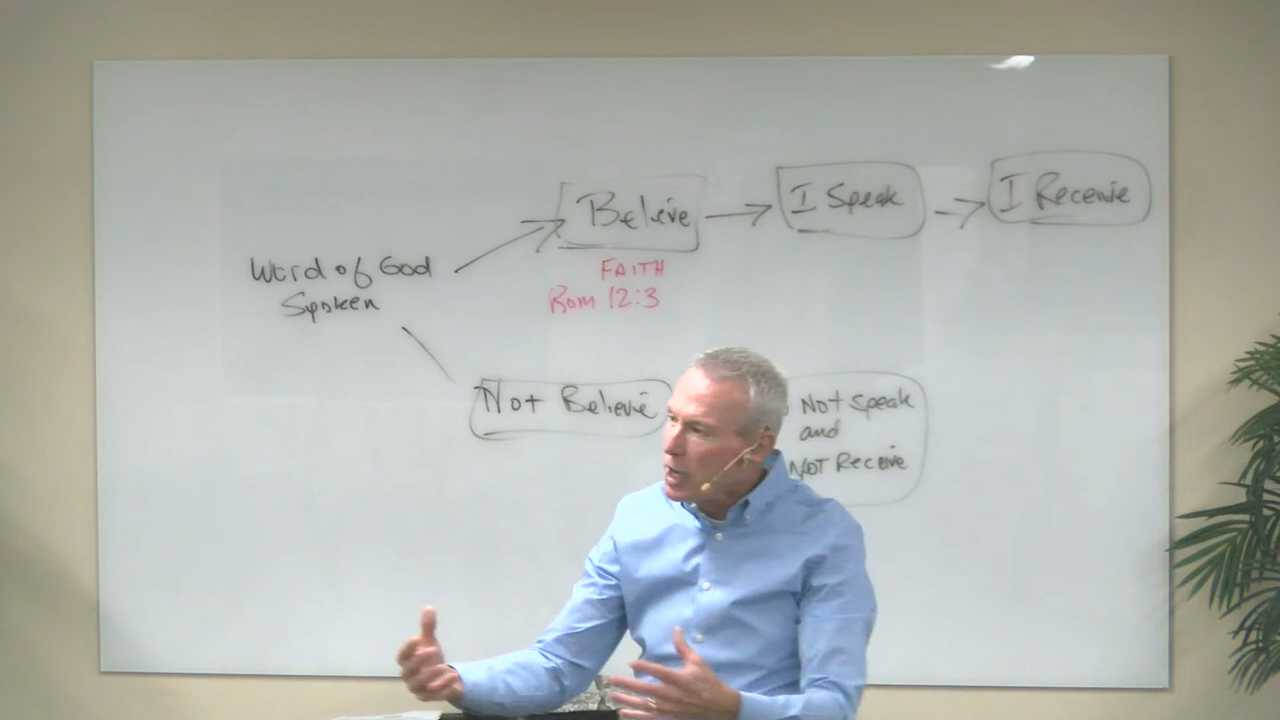 Word of God
Spoken
Believe
FAITH
Rom 12:3
I Speak
I Receive
Not Believe
Not Speak
and
NOT Receive